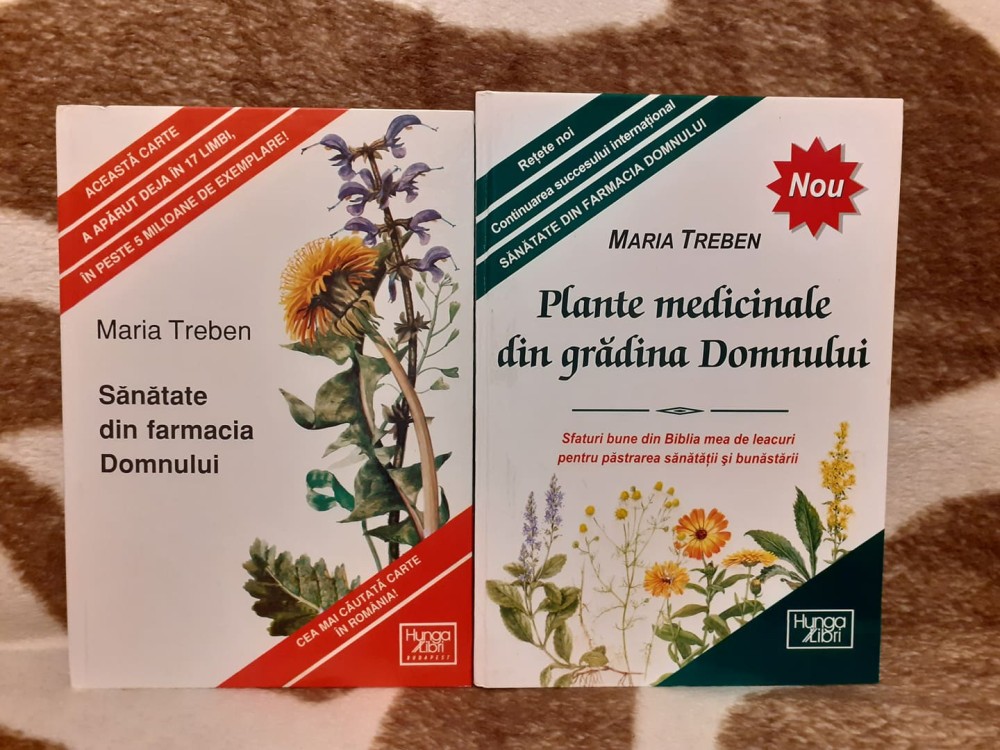 ACEASTĂ CARTE
A APĂRUT DEJA ÎN 17 LIMBI,
ÎN PESTE 5 MILIOANE DE EXEMPLARE!
Maria Treben
Sănătate
din farmacia
Domnului
CEA MAI CĂUTATĂ CARTE
ÎN ROMÂNIA!
Hunga
Libri
BUDAPEST
Rețete noi
Continuarea succesului internațional
SĂNĂTATE DIN FARMACIA DOMNULUI
Nou
MARIA TREBEN
Plante medicinale
din grădina Domnului
Sfaturi bune din Biblia mea de leacuri
pentru păstrarea sănătății și bunăstării
Hunga
Libri